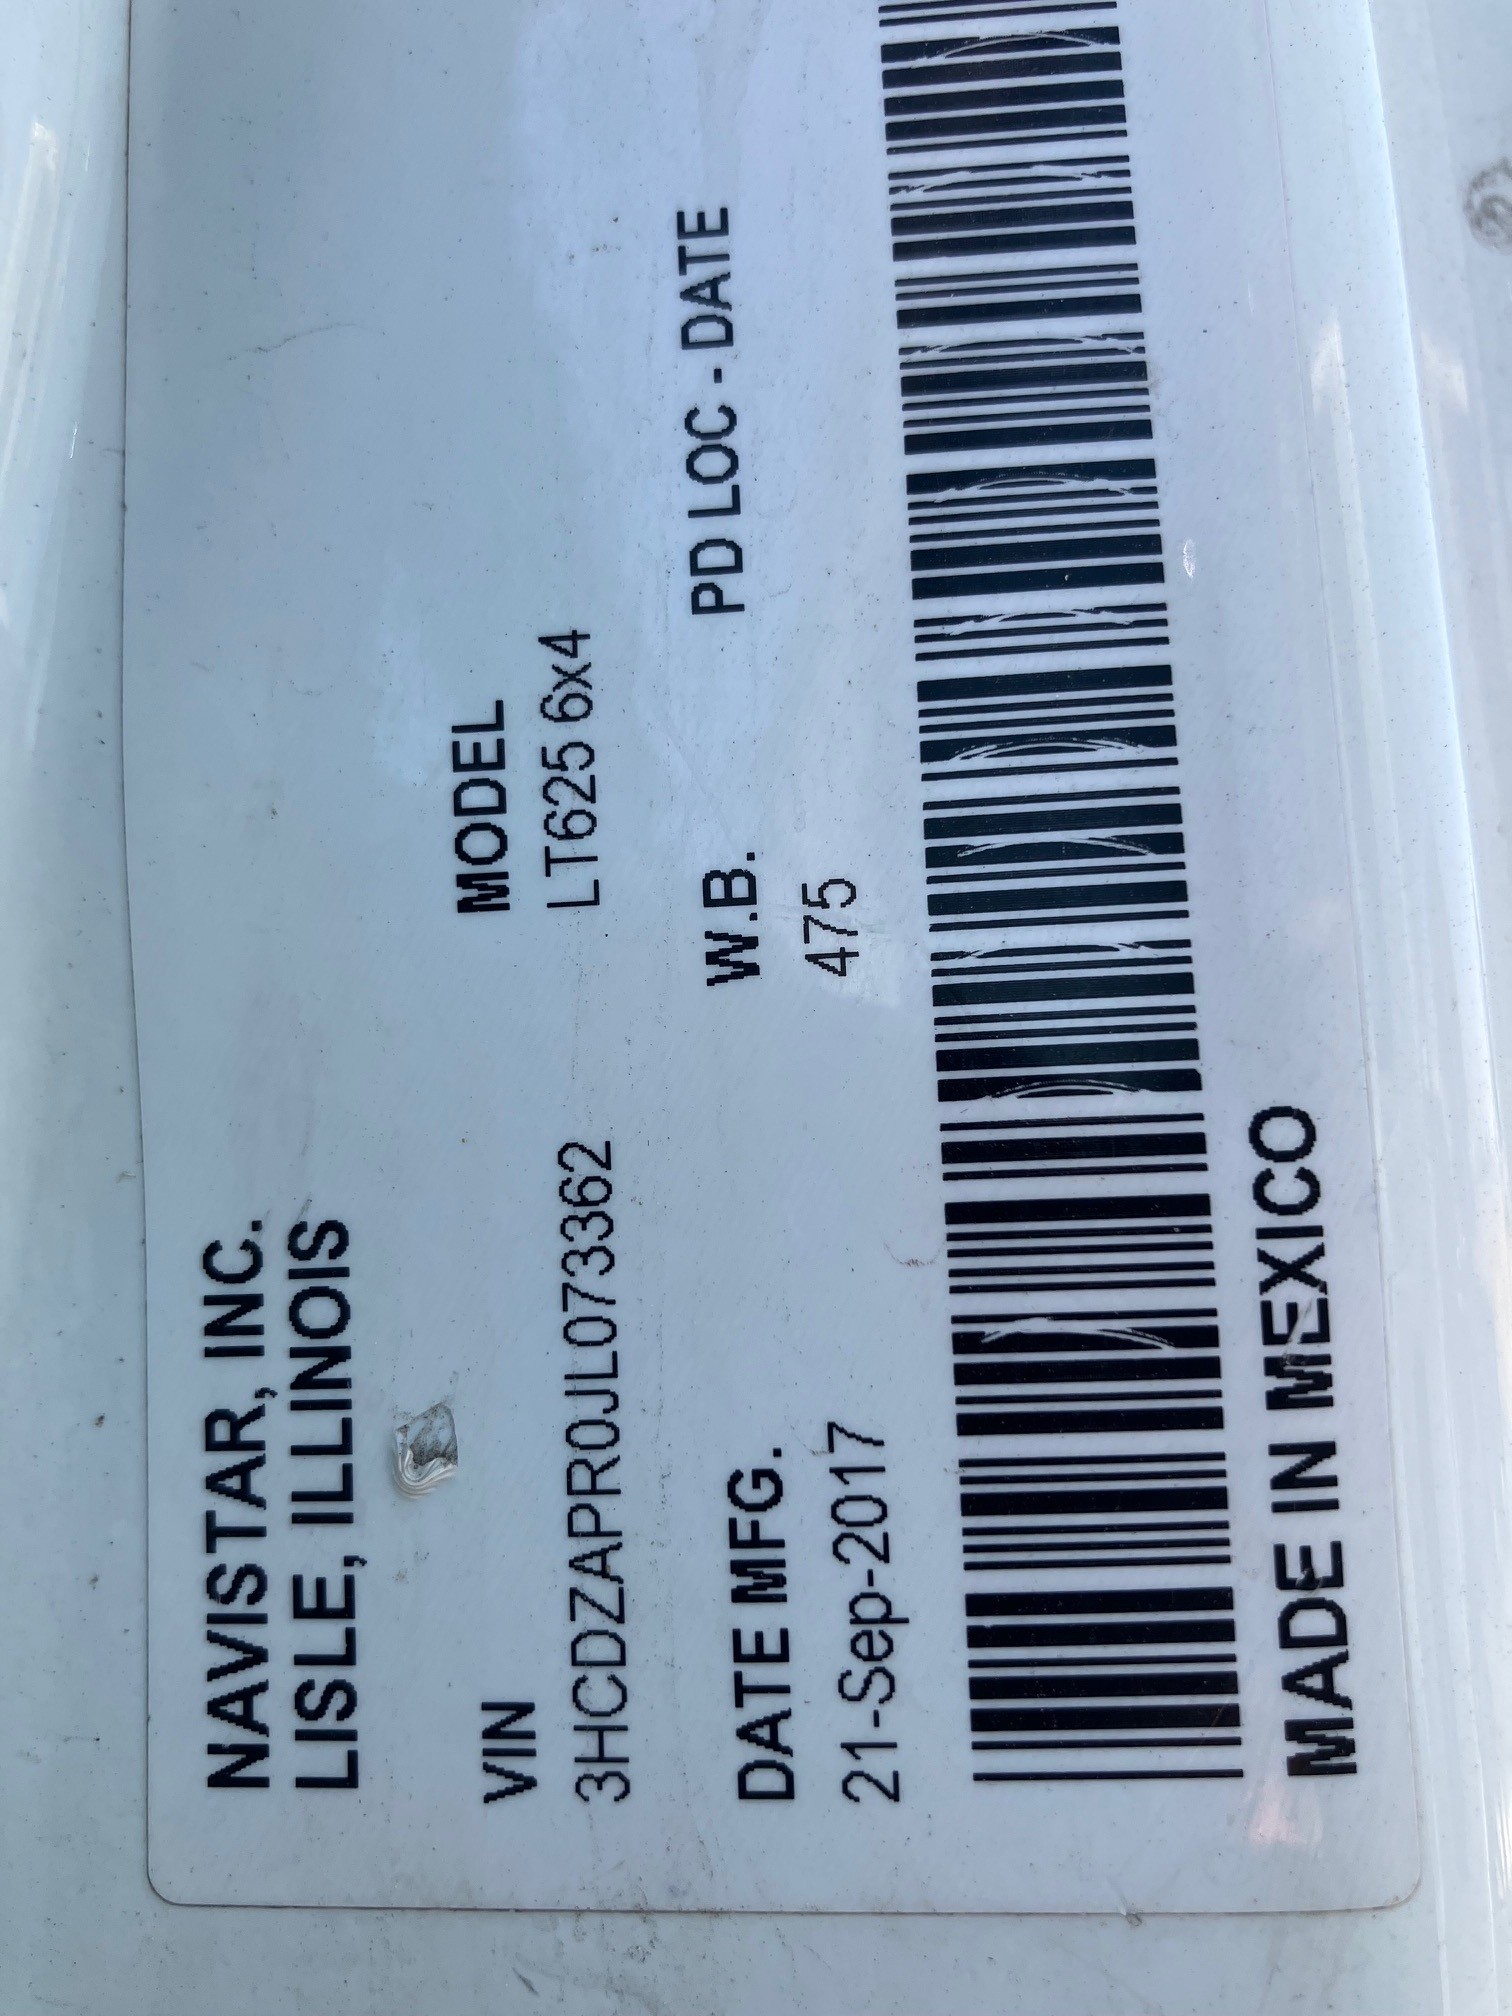 NAVISTAR, INC.
LISLE, ILLINOIS
VIN MODEL
3HCDZAPR0JL073362 LT625 6x4
DATE MFG. W.B. PD LOC - DATE
21-Sep-2017 475
MADE IN MEXICO